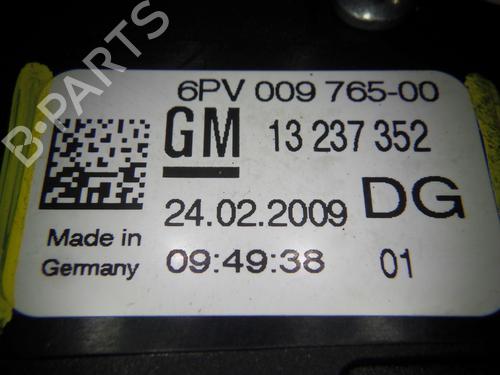 6PV 009 765-00
GM 13 237 352
24.02.2009 DG
Made in
Germany
09:49:38 01
B-PARTS